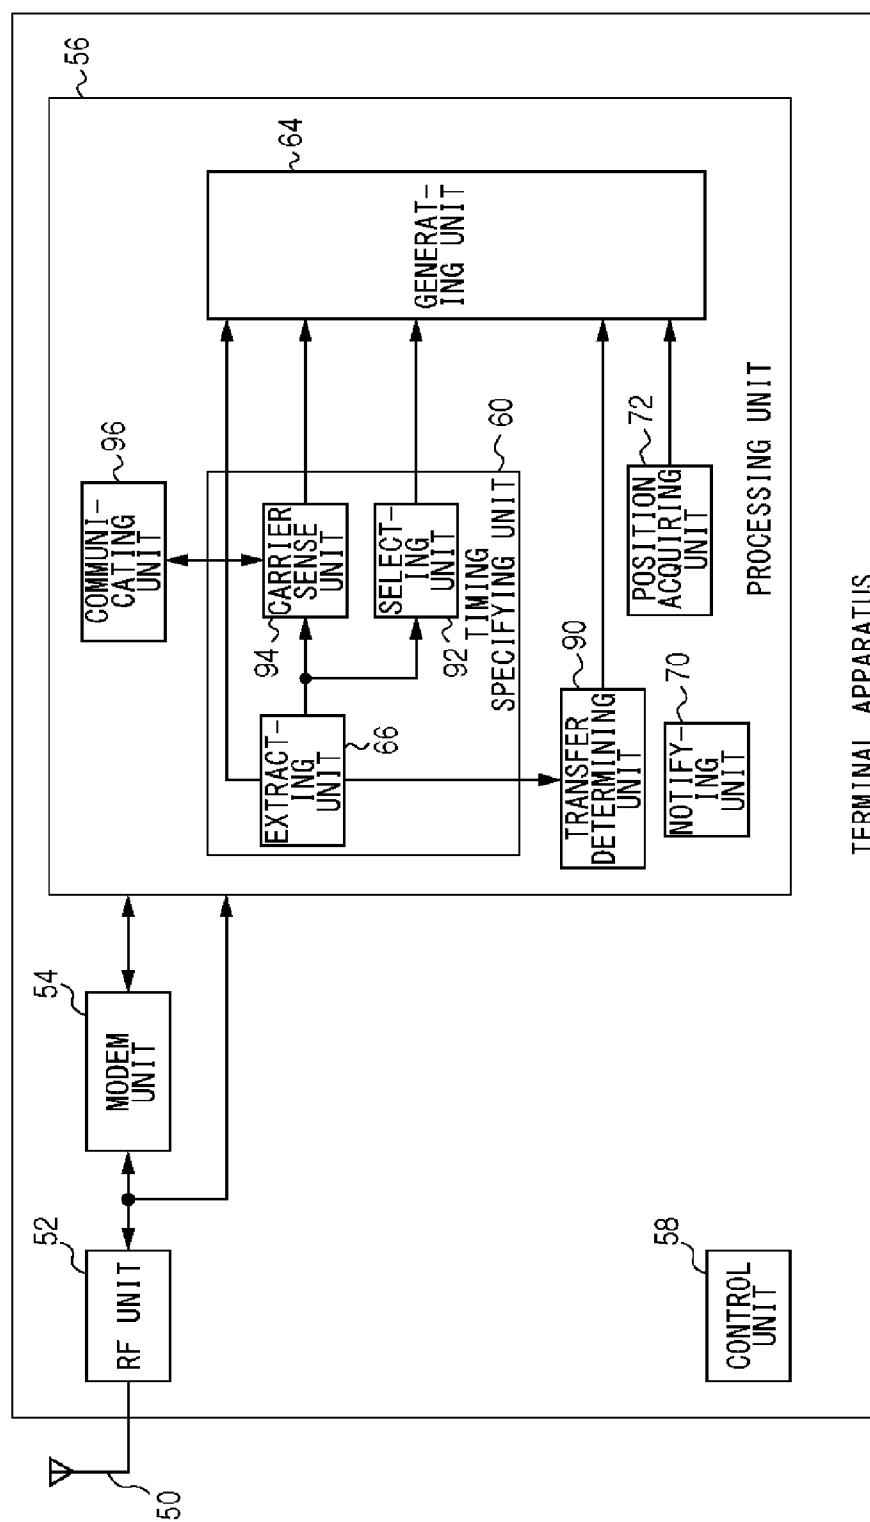 50
52
RF UNIT
54
MODEM
UNIT
56
96
COMMUNI-
CATING
UNIT
64
GENERAT-
ING UNIT
EXTRACT-
ING
UNIT
66
94
CARRIER
SENSE
UNIT
SELECT-
ING
UNIT
92
60
TIMING
SPECIFYING UNIT
90
TRANSFER
DETERMINING
UNIT
72
POSITION
ACQUIRING
UNIT
70
NOTIFY-
ING
UNIT
PROCESSING UNIT
58
CONTROL
UNIT
TERMINAL APPARATUS